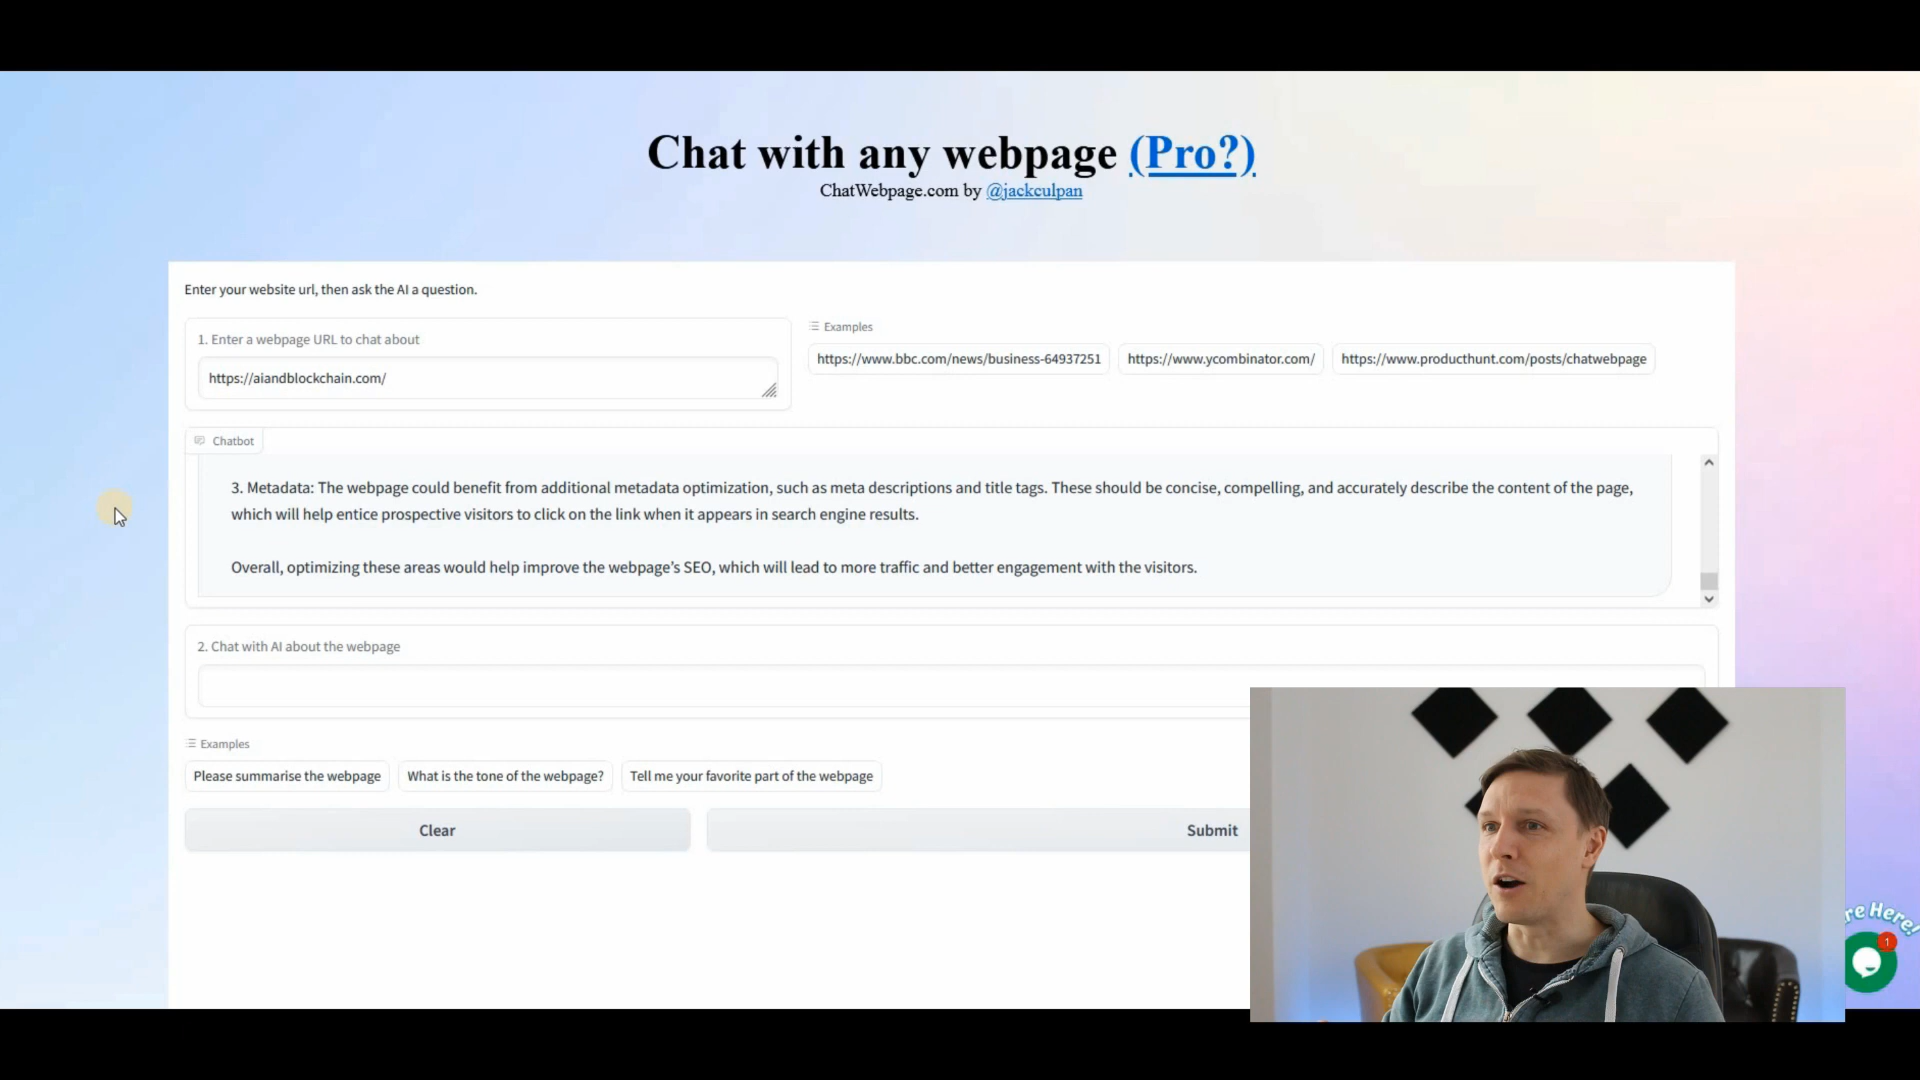 Chat with any webpage (Pro?)
ChatWebpage.com by @jackculpan
Enter your website url, then ask the AI a question.
1. Enter a webpage URL to chat about
https://aiandblockchain.com/
Examples
https://www.bbc.com/news/business-64937251
https://www.ycombinator.com/
https://www.producthunt.com/posts/chatwebpage
Chatbot
3. Metadata: The webpage could benefit from additional metadata optimization, such as meta descriptions and title tags. These should be concise, compelling, and accurately describe the content of the page,
which will help entice prospective visitors to click on the link when it appears in search engine results.
Overall, optimizing these areas would help improve the webpage’s SEO, which will lead to more traffic and better engagement with the visitors.
2. Chat with AI about the webpage
Examples
Please summarise the webpage
What is the tone of the webpage?
Tell me your favorite part of the webpage
Clear
Submit
re Here!
1